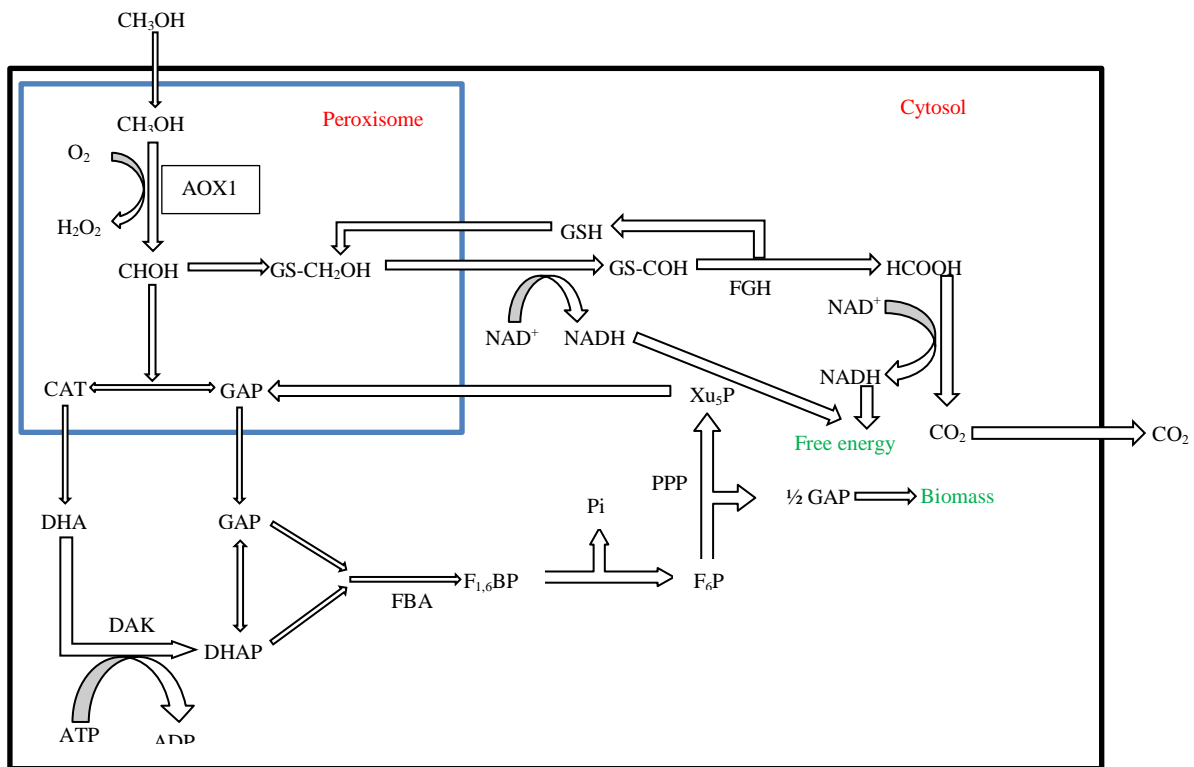 CH₃OH
CH₃OH
Peroxisome
Cytosol
O₂
AOX1
H₂O₂
GSH
CHOH
GS-CH₂OH
GS-COH
HCOOH
FGH
NAD⁺
NADH
NAD⁺
NADH
CAT
GAP
Xu₅P
Free energy
CO₂
CO₂
PPP
½ GAP
Biomass
Pi
DHA
GAP
F₁,₆BP
F₆P
FBA
DAK
DHAP
ATP
ADP